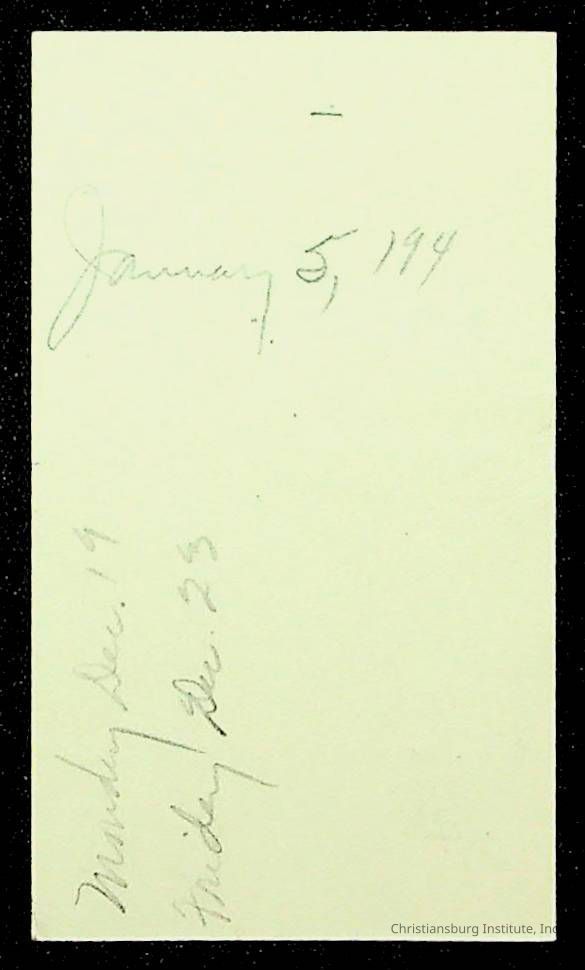 January 5, 194
Monday Dec. 19
Friday Dec. 23
Christiansburg Institute, Inc